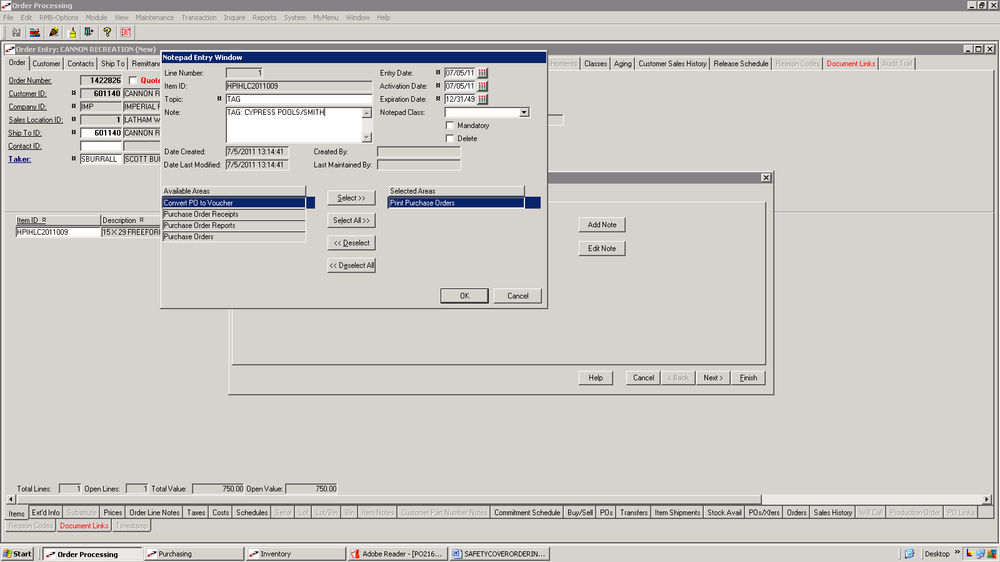 Order Processing
File Edit RMB-Options Module View Maintenance Transaction Inquire Reports System MyMenu Window Help
EXIT
Order Entry: CANNON RECREATION (New)
Order Customer Contacts Ship To Remittanc Shipments Classes Aging Customer Sales History Release Schedule Reason Codes Document Links Audit Trail
Order Number: 1422826 Quote
Customer ID: 601140 CANNON R
Company ID: IMP IMPERIAL F
Sales Location ID: 1 LATHAM W
Ship To ID: 601140 CANNON R
Contact ID:
Taker: SBURRALL SCOTT BU
Item ID Description
HPIHLC2011009 15 X 29 FREEFOR
Notepad Entry Window
Line Number: 1 Entry Date: 07/05/11
Item ID: HPIHLC2011009 Activation Date: 07/05/11
Topic: TAG Expiration Date: 12/31/49
Note: TAG: CYPRESS POOLS/SMITH Notepad Class:
Mandatory
Delete
Date Created: 7/5/2011 13:14:41 Created By:
Date Last Modified: 7/5/2011 13:14:41 Last Maintained By:
Available Areas Selected Areas
Convert PO to Voucher Print Purchase Orders
Purchase Order Receipts
Purchase Order Reports
Purchase Orders
Select >>
Select All >>
<< Deselect
<< Deselect All
OK Cancel
Add Note
Edit Note
Help Cancel < Back Next > Finish
Total Lines: 1 Open Lines: 1 Total Value: 750.00 Open Value: 750.00
Items Ext'd Info Substitute Prices Order Line Notes Taxes Costs Schedules Serial Lot Lot/Bin Bin Item Notes Customer Part Number Notes Commitment Schedule Buy/Sell POs Transfers Item Shipments Stock Avail POs/Xfers Orders Sales History Will Call Production Order PO Links
Reason Codes Document Links Timestamp
Start Order Processing Purchasing Inventory Adobe Reader - [PO216... SAFETYCOVERORDERIN... Desktop »